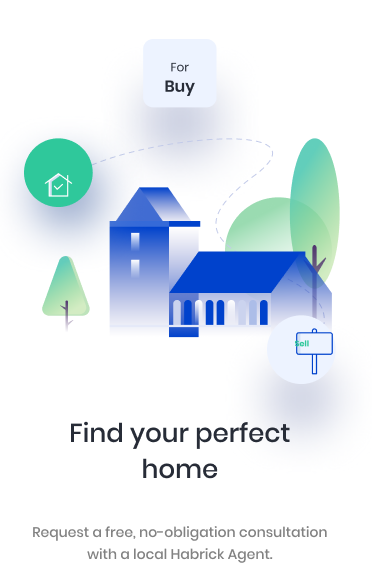 For
Buy
Sell
Find your perfect
home
Request a free, no-obligation consultation
with a local Habrick Agent.